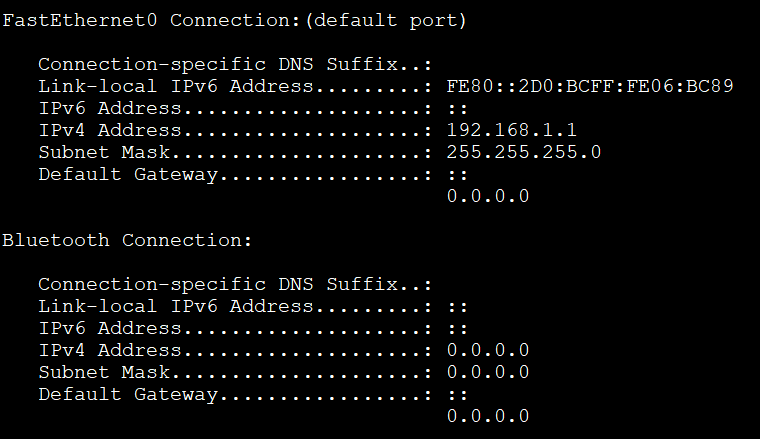 FastEthernet0 Connection:(default port)
Connection-specific DNS Suffix..:
Link-local IPv6 Address.........: FE80::2D0:BCFF:FE06:BC89
IPv6 Address....................: ::
IPv4 Address....................: 192.168.1.1
Subnet Mask.....................: 255.255.255.0
Default Gateway.................: ::
0.0.0.0
Bluetooth Connection:
Connection-specific DNS Suffix..:
Link-local IPv6 Address.........: ::
IPv6 Address....................: ::
IPv4 Address....................: 0.0.0.0
Subnet Mask.....................: 0.0.0.0
Default Gateway.................: ::
0.0.0.0